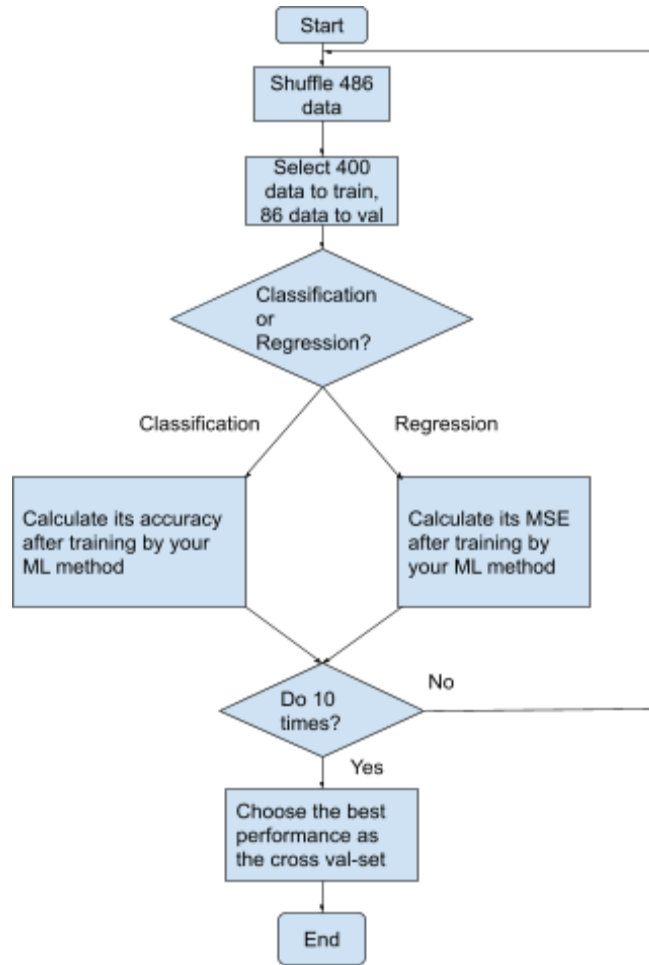 Start
Shuffle 486
data
Select 400
data to train,
86 data to val
Classification
or
Regression?
Classification
Regression
Calculate its accuracy
after training by your
ML method
Calculate its MSE
after training by
your ML method
Do 10
times?
No
Yes
Choose the best
performance as
the cross val-set
End